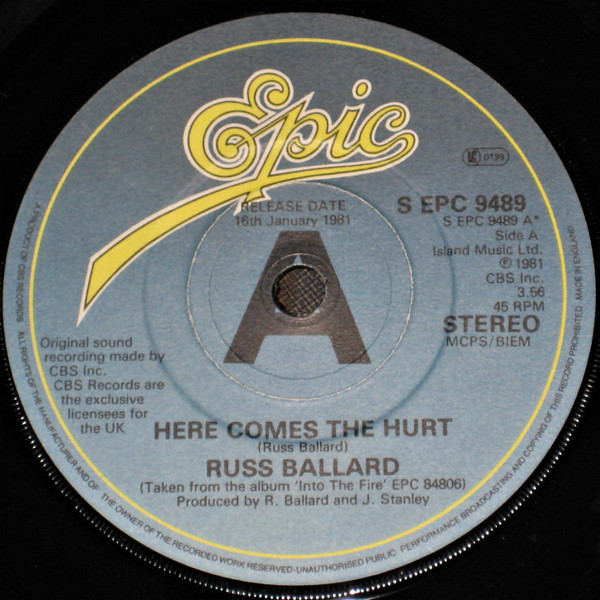 Epic
LC 0199
RELEASE DATE
16th January 1981
A
S EPC 9489
S EPC 9489 A*
Side A
Island Music Ltd.
℗ 1981
CBS Inc.
3.56
45 RPM
STEREO
MCPS/BIEM
Original sound
recording made by
CBS Inc.
CBS Records are
the exclusive
licensees for
the UK
HERE COMES THE HURT
(Russ Ballard)
RUSS BALLARD
(Taken from the album 'Into The Fire' EPC 84806)
Produced by R. Ballard and J. Stanley
A PRODUCT OF CBS RECORDS. ALL RIGHTS OF THE MANUFACTURER AND OF THE OWNER OF THE RECORDED WORK RESERVED-UNAUTHORISED PUBLIC PERFORMANCE BROADCASTING AND COPYING OF THIS RECORD PROHIBITED MADE IN ENGLAND